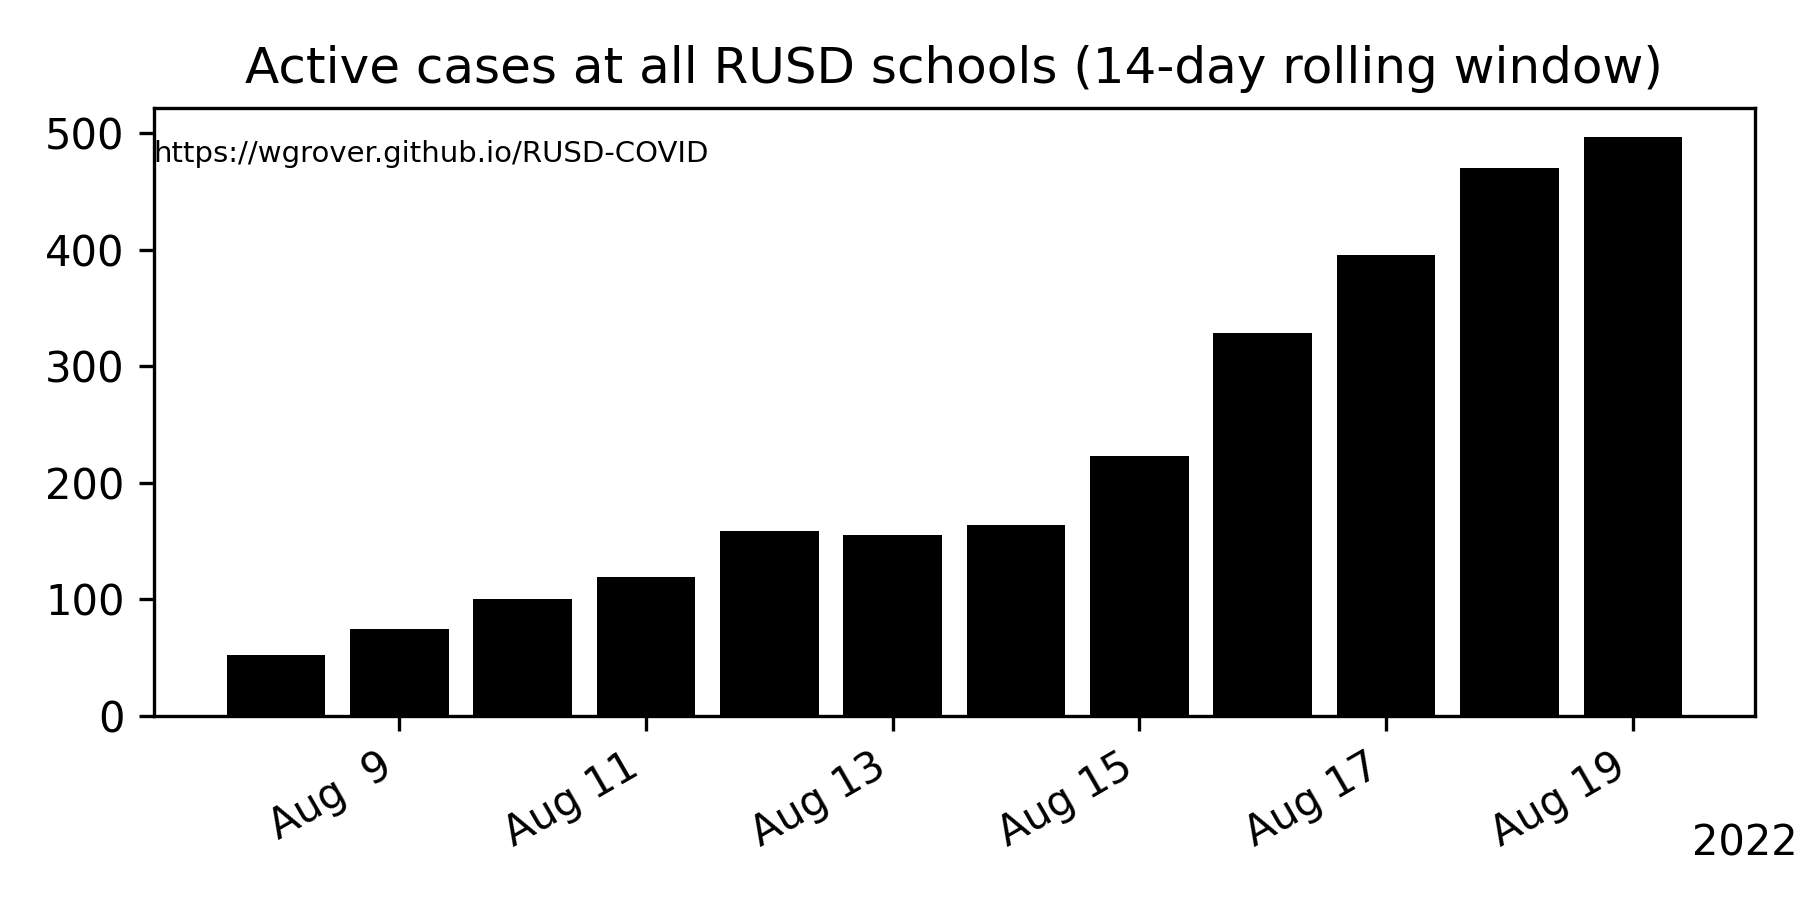 Active cases at all RUSD schools (14-day rolling window)
https://wgrover.github.io/RUSD-COVID
500
400
300
200
100
0
Aug  9
Aug 11
Aug 13
Aug 15
Aug 17
Aug 19
2022